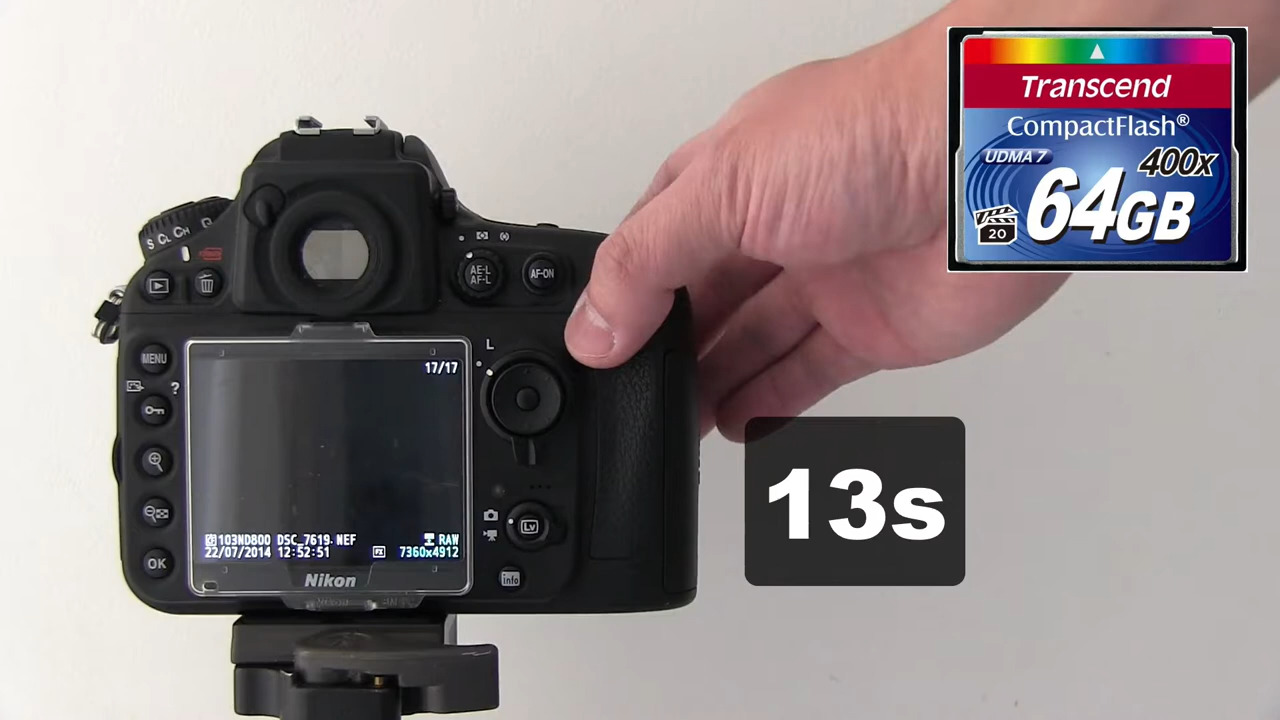 Transcend
CompactFlash®
UDMA 7
400x
64GB
20
S CL CH
AE-L
AF-L
AF-ON
MENU
?
L
17/17
OK
103ND800 DSC_7619.NEF
RAW
22/07/2014 12:52:51
FX
7360x4912
Nikon
Lv
info
13s